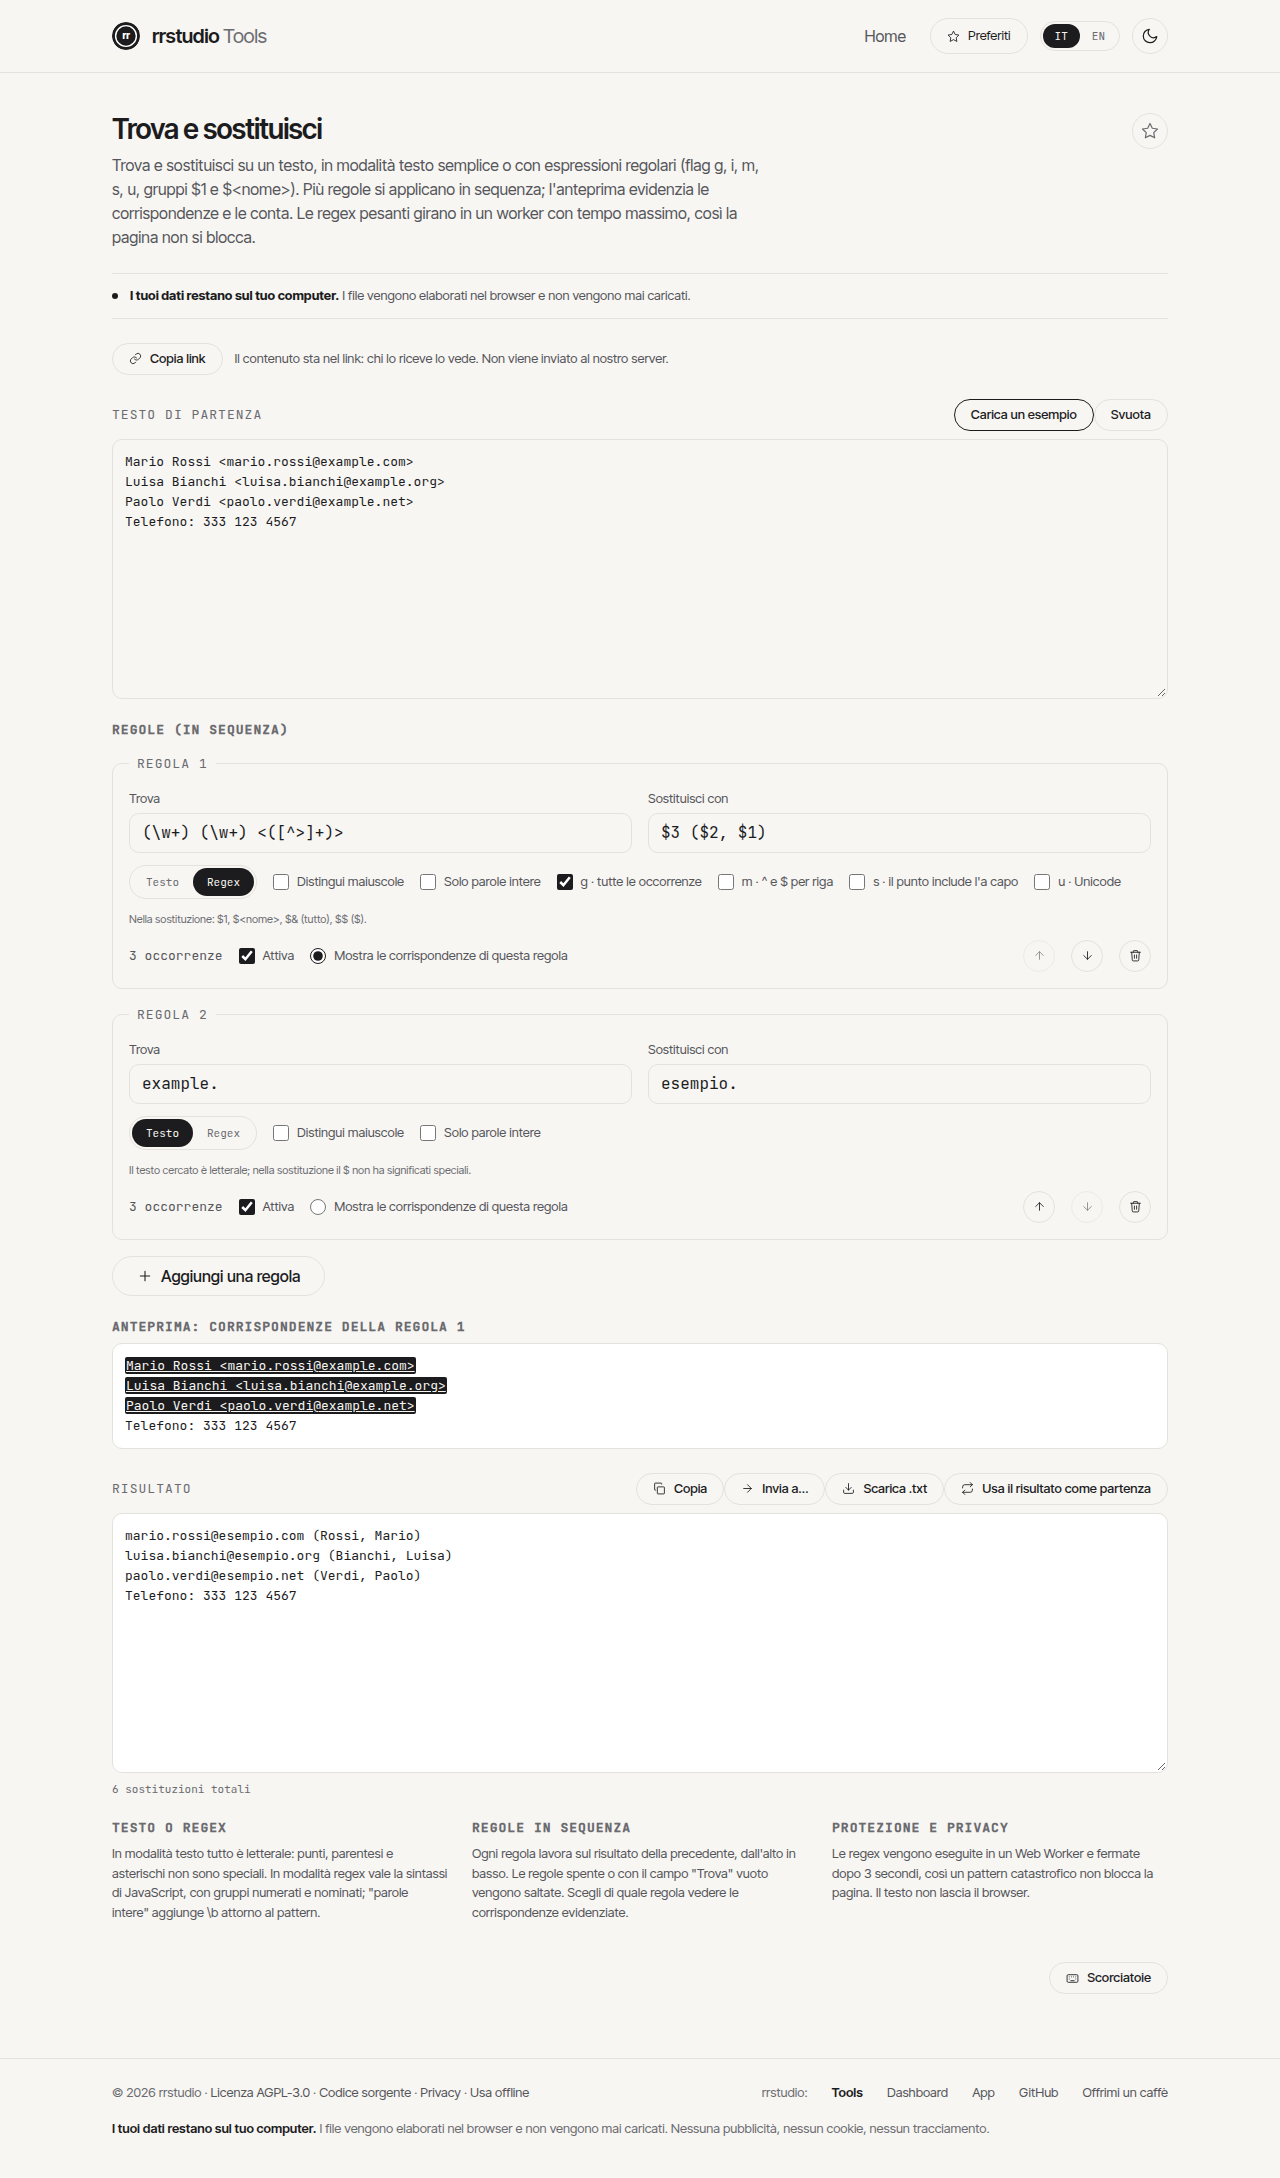 rr rrstudio Tools
Home
Preferiti
IT EN
Trova e sostituisci
Trova e sostituisci su un testo, in modalità testo semplice o con espressioni regolari (flag g, i, m,
s, u, gruppi $1 e $<nome>). Più regole si applicano in sequenza; l'anteprima evidenzia le
corrispondenze e le conta. Le regex pesanti girano in un worker con tempo massimo, così la
pagina non si blocca.
I tuoi dati restano sul tuo computer. I file vengono elaborati nel browser e non vengono mai caricati.
Copia link
Il contenuto sta nel link: chi lo riceve lo vede. Non viene inviato al nostro server.
TESTO DI PARTENZA
Carica un esempio
Svuota
Mario Rossi <mario.rossi@example.com>
Luisa Bianchi <luisa.bianchi@example.org>
Paolo Verdi <paolo.verdi@example.net>
Telefono: 333 123 4567
REGOLE (IN SEQUENZA)
REGOLA 1
Trova
Sostituisci con
(\w+) (\w+) <([^>]+)>
$3 ($2, $1)
Testo Regex
Distingui maiuscole
Solo parole intere
g · tutte le occorrenze
m · ^ e $ per riga
s · il punto include l'a capo
u · Unicode
Nella sostituzione: $1, $<nome>, $& (tutto), $$ ($).
3 occorrenze
Attiva
Mostra le corrispondenze di questa regola
REGOLA 2
Trova
Sostituisci con
example.
esempio.
Testo Regex
Distingui maiuscole
Solo parole intere
Il testo cercato è letterale; nella sostituzione il $ non ha significati speciali.
3 occorrenze
Attiva
Mostra le corrispondenze di questa regola
Aggiungi una regola
ANTEPRIMA: CORRISPONDENZE DELLA REGOLA 1
Mario Rossi <mario.rossi@example.com>
Luisa Bianchi <luisa.bianchi@example.org>
Paolo Verdi <paolo.verdi@example.net>
Telefono: 333 123 4567
RISULTATO
Copia
Invia a...
Scarica .txt
Usa il risultato come partenza
mario.rossi@esempio.com (Rossi, Mario)
luisa.bianchi@esempio.org (Bianchi, Luisa)
paolo.verdi@esempio.net (Verdi, Paolo)
Telefono: 333 123 4567
6 sostituzioni totali
TESTO O REGEX
In modalità testo tutto è letterale: punti, parentesi e
asterischi non sono speciali. In modalità regex vale la sintassi
di JavaScript, con gruppi numerati e nominati; "parole
intere" aggiunge \b attorno al pattern.
REGOLE IN SEQUENZA
Ogni regola lavora sul risultato della precedente, dall'alto in
basso. Le regole spente o con il campo "Trova" vuoto
vengono saltate. Scegli di quale regola vedere le
corrispondenze evidenziate.
PROTEZIONE E PRIVACY
Le regex vengono eseguite in un Web Worker e fermate
dopo 3 secondi, così un pattern catastrofico non blocca la
pagina. Il testo non lascia il browser.
Scorciatoie
© 2026 rrstudio · Licenza AGPL-3.0 · Codice sorgente · Privacy · Usa offline
rrstudio: Tools Dashboard App GitHub Offrimi un caffè
I tuoi dati restano sul tuo computer. I file vengono elaborati nel browser e non vengono mai caricati. Nessuna pubblicità, nessun cookie, nessun tracciamento.